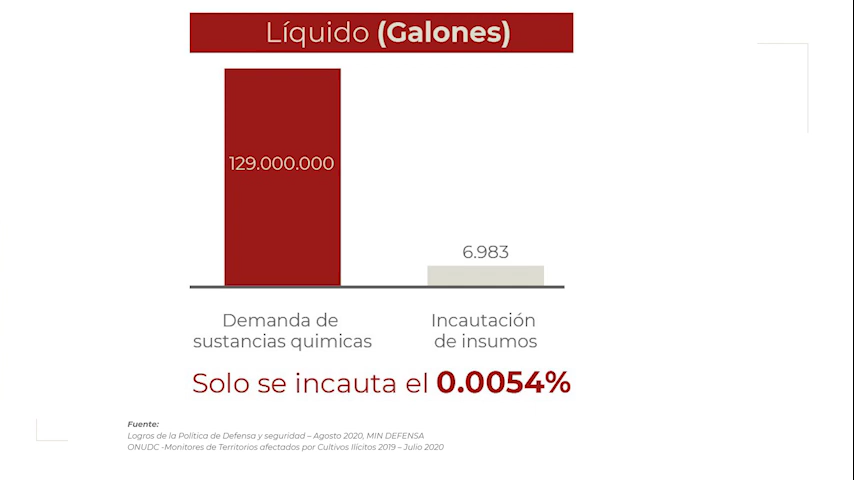 Líquido (Galones)
129.000.000
6.983
Demanda de
sustancias quimicas
Incautación
de insumos
Solo se incauta el 0.0054%
Fuente:
Logros de la Política de Defensa y seguridad – Agosto 2020, MIN DEFENSA
ONUDC -Monitores de Territorios afectados por Cultivos Ilícitos 2019 – Julio 2020